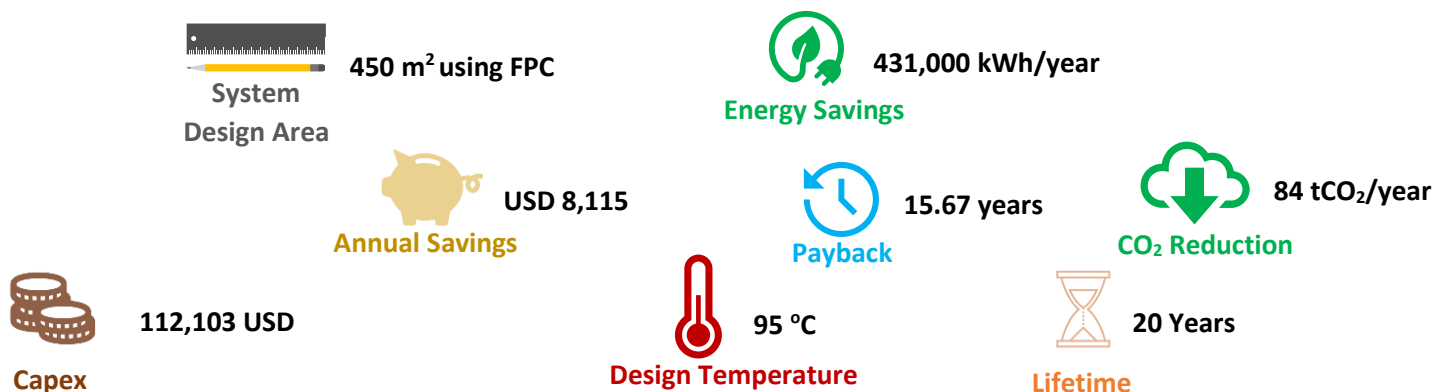 450 m² using FPC
System
Design Area
431,000 kWh/year
Energy Savings
USD 8,115
Annual Savings
15.67 years
Payback
84 tCO₂/year
CO₂ Reduction
112,103 USD
Capex
95 ºC
Design Temperature
20 Years
Lifetime